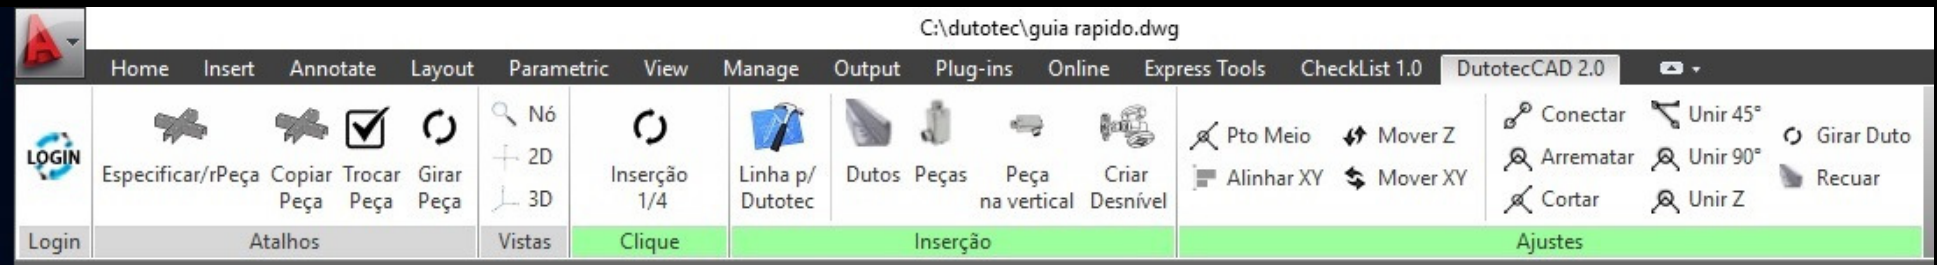 C:\dutotec\guia rapido.dwg
Home Insert Annotate Layout Parametric View Manage Output Plug-ins Online Express Tools CheckList 1.0 DutotecCAD 2.0
LOGIN
Login
Especificar/rPeça
Copiar Peça
Trocar Peça
Girar Peça
Atalhos
Nó
2D
3D
Vistas
Inserção
1/4
Clique
Linha p/
Dutotec
Dutos
Peças
Peça
na vertical
Criar
Desnível
Inserção
Pto Meio
Alinhar XY
Mover Z
Mover XY
Conectar
Arrematar
Cortar
Unir 45°
Unir 90°
Unir Z
Girar Duto
Recuar
Ajustes